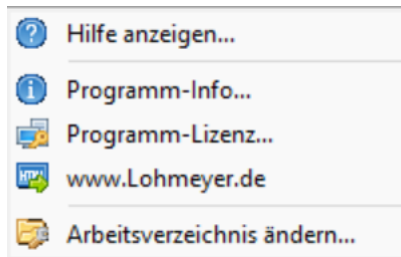 Hilfe anzeigen...
Programm-Info...
Programm-Lizenz...
www.Lohmeyer.de
Arbeitsverzeichnis ändern...